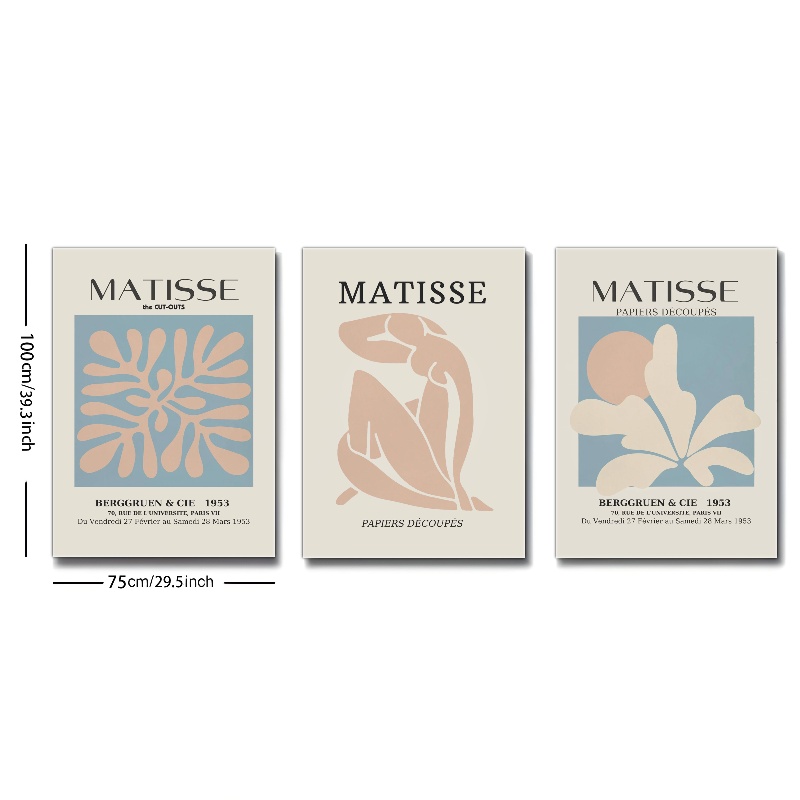 100cm/39.3inch
MATISSE
the CUT-OUTS
BERGGRUEN & CIE 1953
70, RUE DE L'UNIVERSITE, PARIS VII
Du Vendredi 27 Février au Samedi 28 Mars 1953
75cm/29.5inch
MATISSE
PAPIERS DÉCOUPÉS
MATISSE
PAPIERS DÉCOUPÉS
BERGGRUEN & CIE 1953
70, RUE DE L'UNIVERSITE, PARIS VII
Du Vendredi 27 Février au Samedi 28 Mars 1953